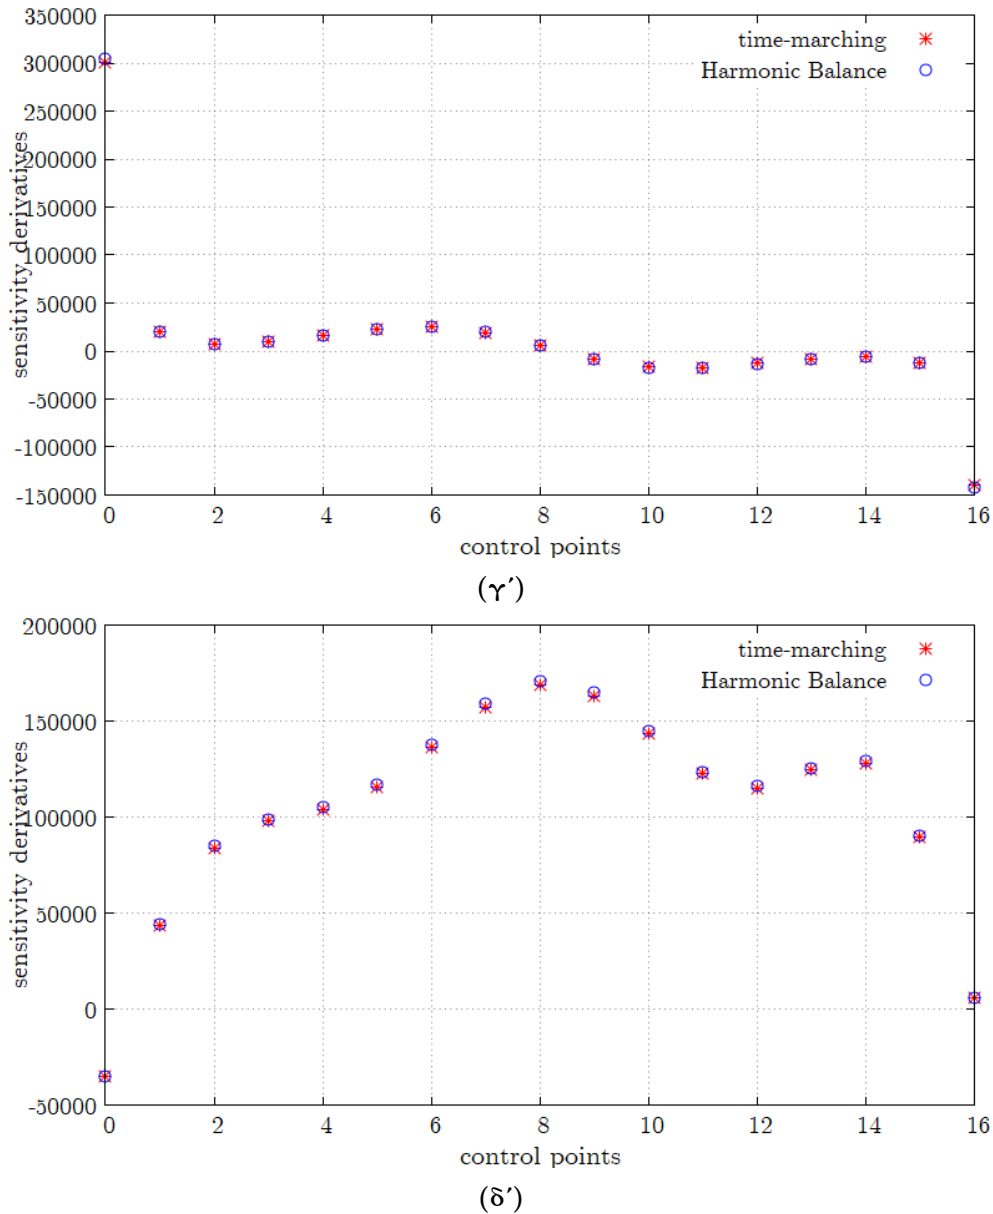 350000
300000
250000
200000
150000
100000
50000
0
-50000
-100000
-150000
sensitivity derivatives
time-marching
Harmonic Balance
0 2 4 6 8 10 12 14 16
control points
(γ΄)
200000
150000
100000
50000
0
-50000
sensitivity derivatives
time-marching
Harmonic Balance
0 2 4 6 8 10 12 14 16
control points
(δ΄)